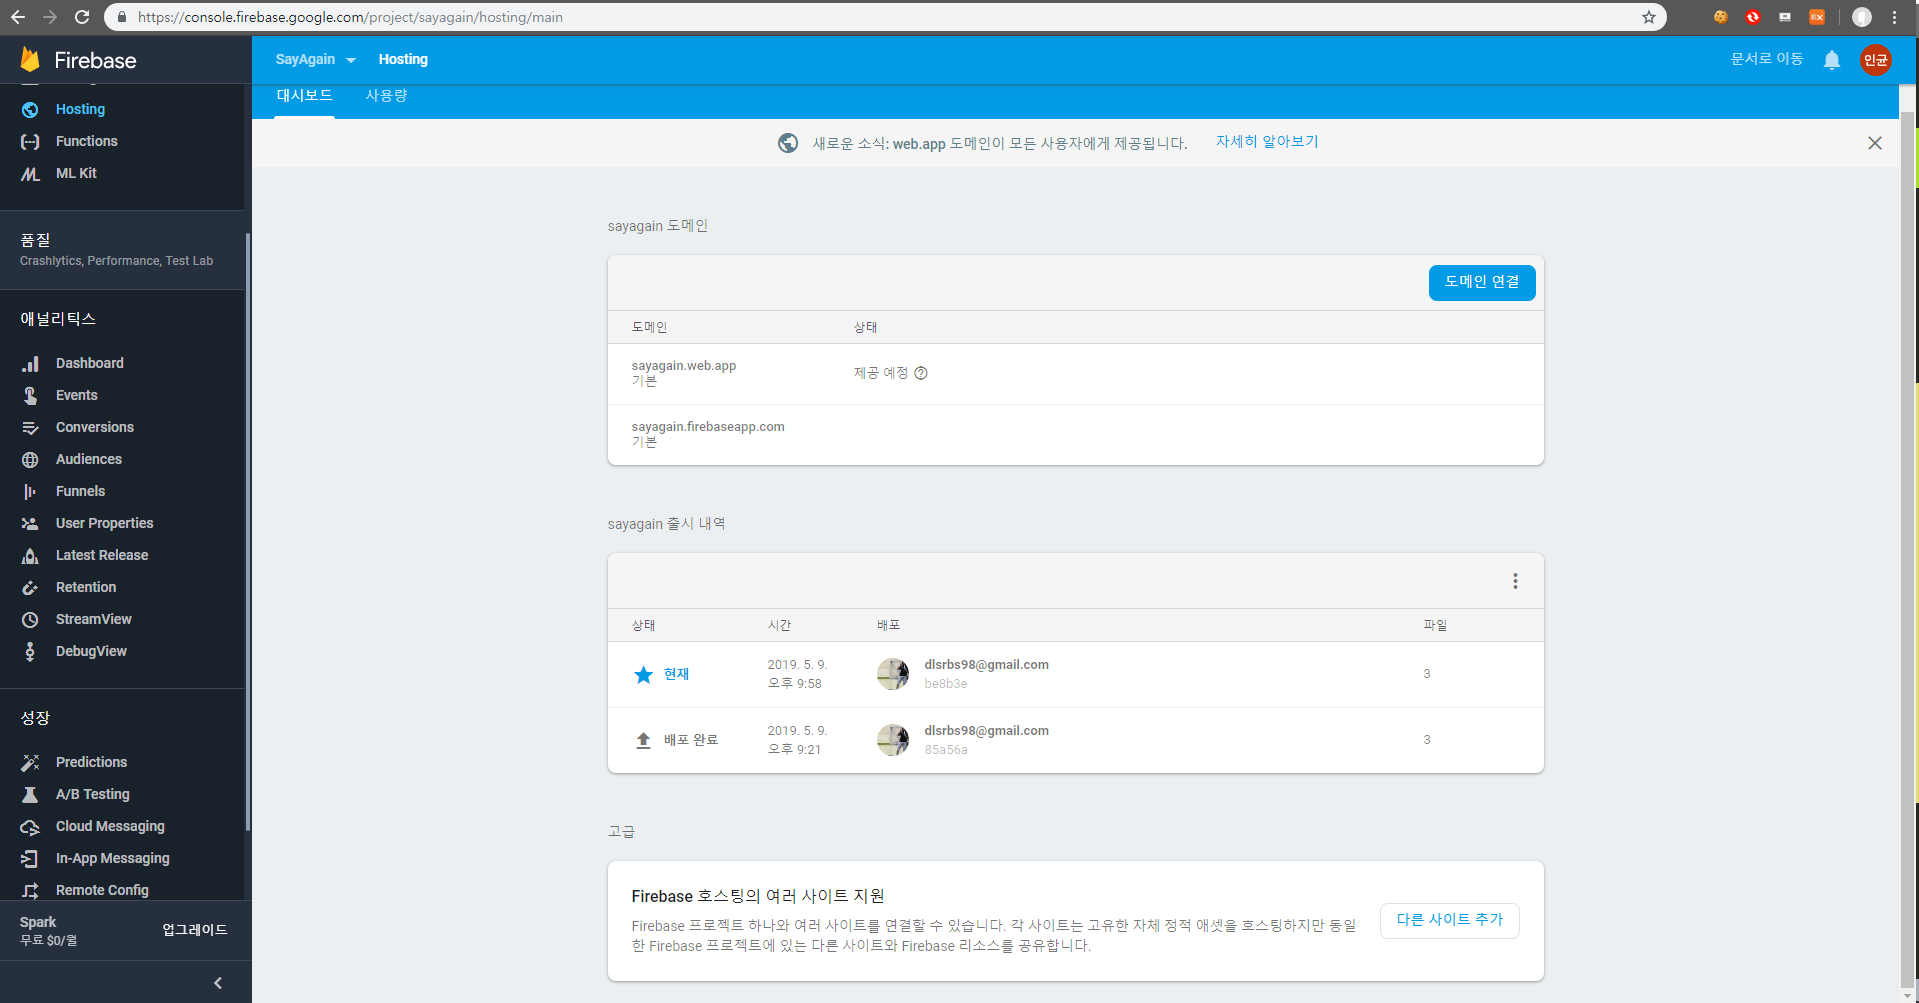 https://console.firebase.google.com/project/sayagain/hosting/main
Firebase
SayAgain
Hosting
문서로 이동
인균
Hosting
Functions
ML Kit
품질
Crashlytics, Performance, Test Lab
애널리틱스
Dashboard
Events
Conversions
Audiences
Funnels
User Properties
Latest Release
Retention
StreamView
DebugView
성장
Predictions
A/B Testing
Cloud Messaging
In-App Messaging
Remote Config
Spark
무료 $0/월
업그레이드
대시보드
사용량
새로운 소식: web.app 도메인이 모든 사용자에게 제공됩니다.
자세히 알아보기
sayagain 도메인
도메인 연결
도메인
상태
sayagain.web.app
기본
제공 예정
sayagain.firebaseapp.com
기본
sayagain 출시 내역
상태
시간
배포
파일
현재
2019. 5. 9.
오후 9:58
dlsrbs98@gmail.com
be8b3e
3
배포 완료
2019. 5. 9.
오후 9:21
dlsrbs98@gmail.com
85a56a
3
고급
Firebase 호스팅의 여러 사이트 지원
Firebase 프로젝트 하나와 여러 사이트를 연결할 수 있습니다. 각 사이트는 고유한 자체 정적 애셋을 호스팅하지만 동일
한 Firebase 프로젝트에 있는 다른 사이트와 Firebase 리소스를 공유합니다.
다른 사이트 추가